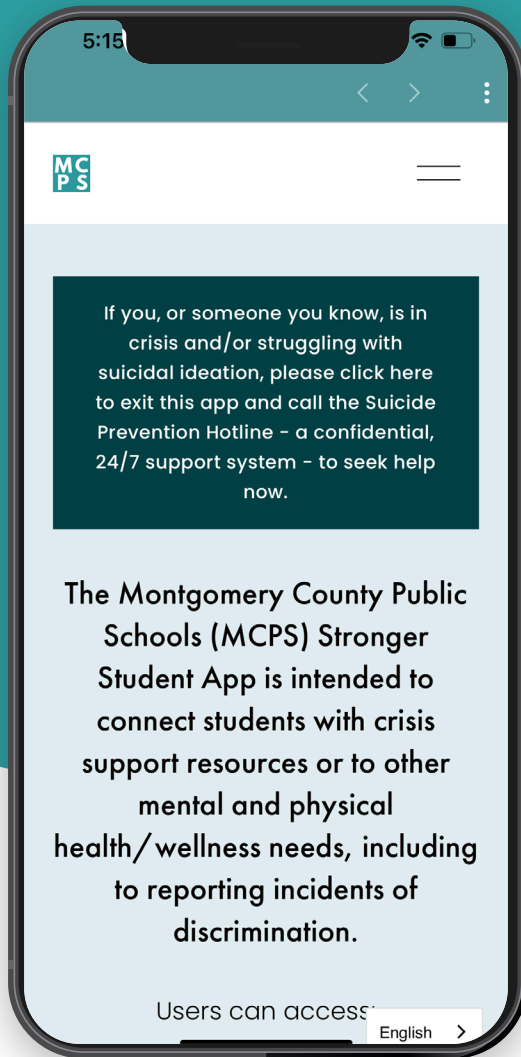 5:15
MC
PS
If you, or someone you know, is in
crisis and/or struggling with
suicidal ideation, please click here
to exit this app and call the Suicide
Prevention Hotline - a confidential,
24/7 support system - to seek help
now.
The Montgomery County Public
Schools (MCPS) Stronger
Student App is intended to
connect students with crisis
support resources or to other
mental and physical
health/wellness needs, including
to reporting incidents of
discrimination.
Users can access:
English